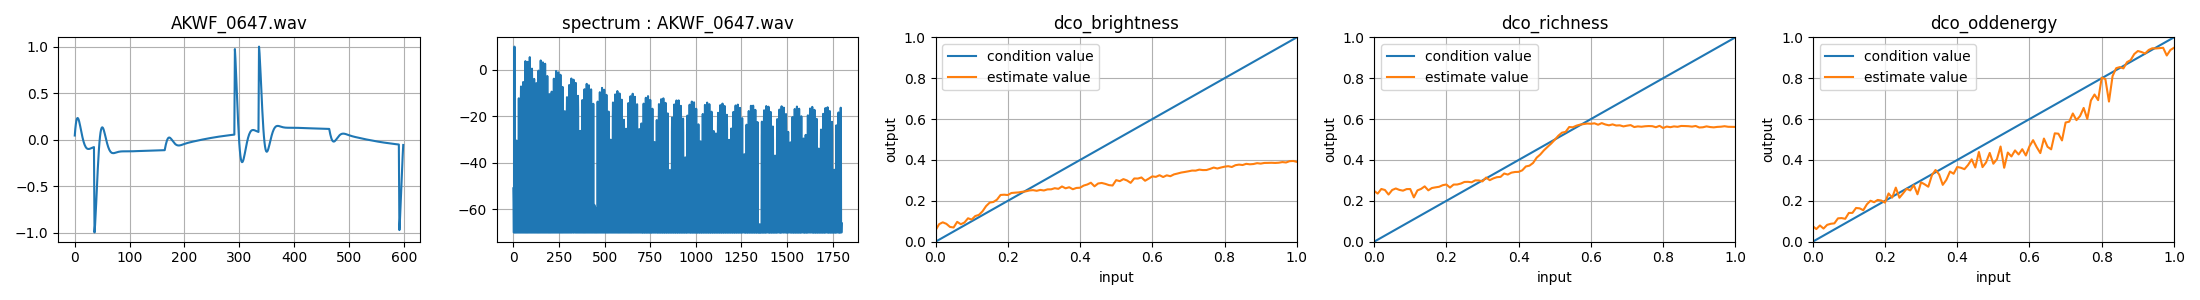 AKWF_0647.wav
1.0
0.5
0.0
−0.5
−1.0
0 100 200 300 400 500 600
spectrum : AKWF_0647.wav
0
−20
−40
−60
0 250 500 750 1000 1250 1500 1750
dco_brightness
condition value
estimate value
output
1.0
0.8
0.6
0.4
0.2
0.0
0.0 0.2 0.4 0.6 0.8 1.0
input
dco_richness
condition value
estimate value
output
1.0
0.8
0.6
0.4
0.2
0.0
0.0 0.2 0.4 0.6 0.8 1.0
input
dco_oddenergy
condition value
estimate value
output
1.0
0.8
0.6
0.4
0.2
0.0
0.0 0.2 0.4 0.6 0.8 1.0
input